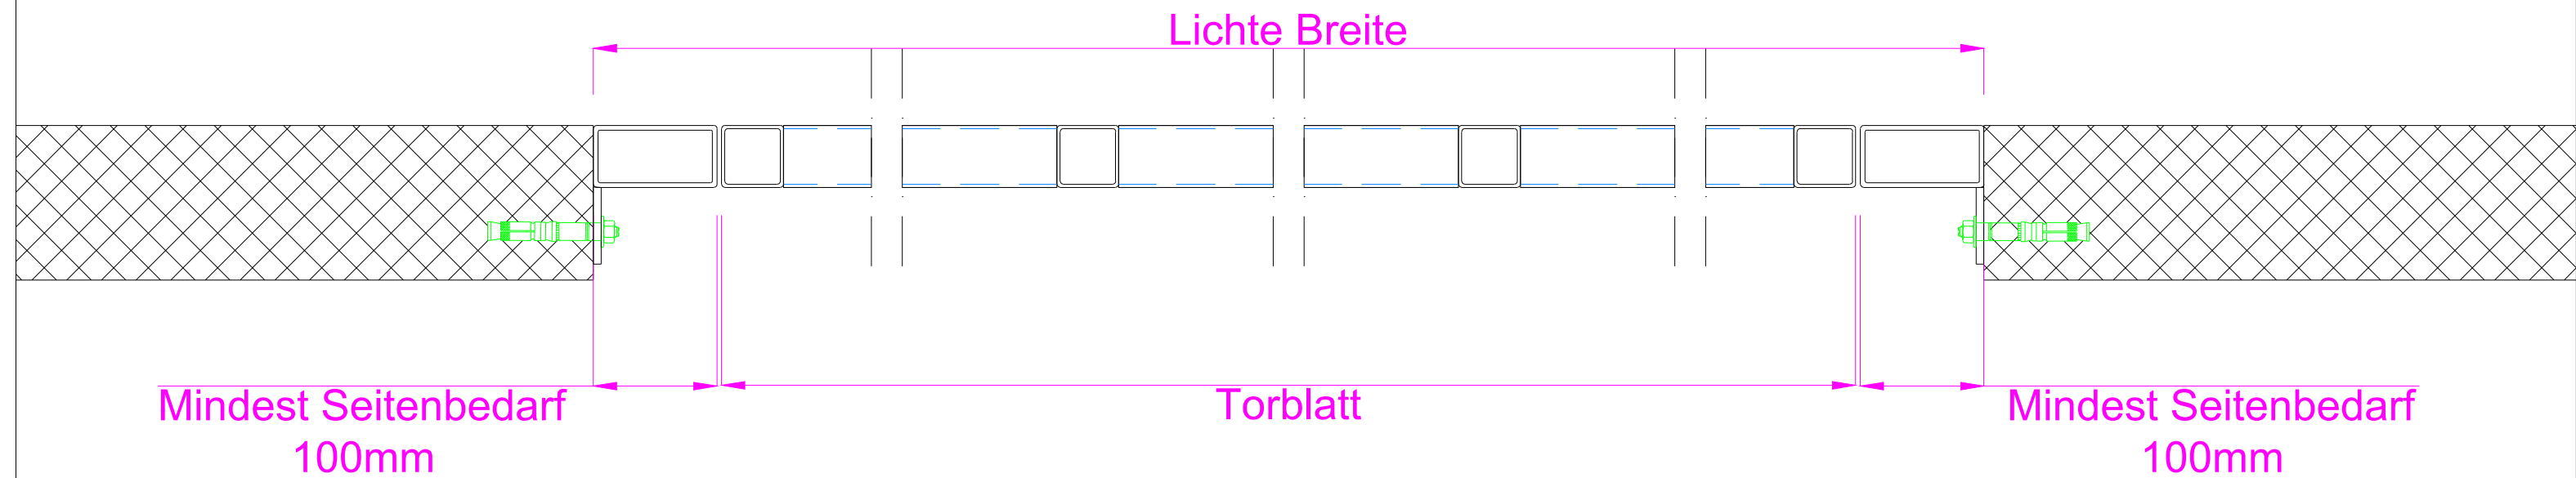 Lichte Breite
Mindest Seitenbedarf
100mm
Torblatt
Mindest Seitenbedarf
100mm